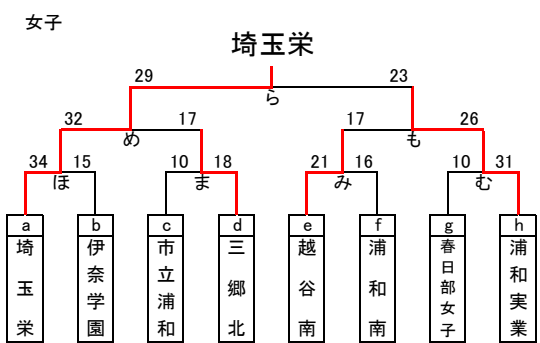 女子
埼玉栄
29 23
ら
32 17 17 26
め も
34 15 10 18 21 16 10 31
ほ ま み む
a b c d e f g h
埼玉栄
伊奈学園
市立浦和
三郷北
越谷南
浦和南
春日部女子
浦和実業